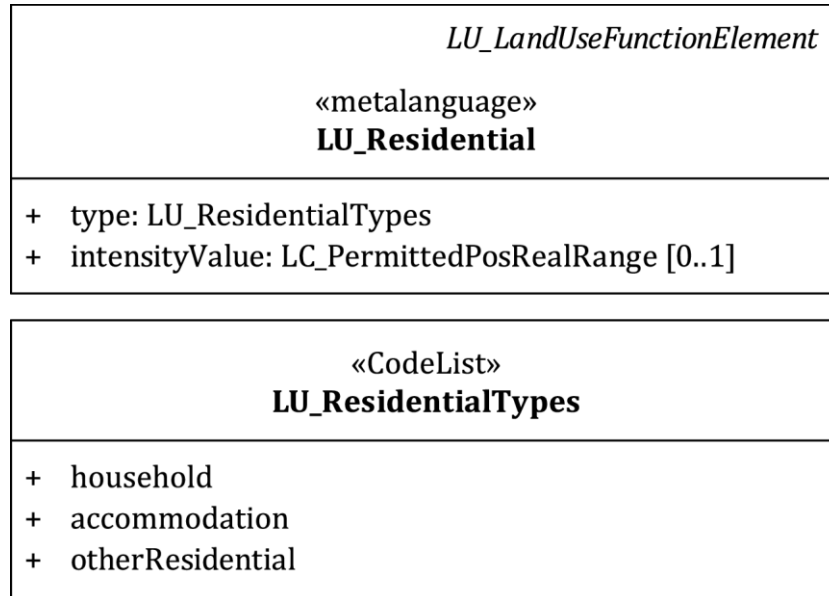 LU_LandUseFunctionElement
«metalanguage»
LU_Residential
+ type: LU_ResidentialTypes
+ intensityValue: LC_PermittedPosRealRange [0..1]
«CodeList»
LU_ResidentialTypes
+ household
+ accommodation
+ otherResidential